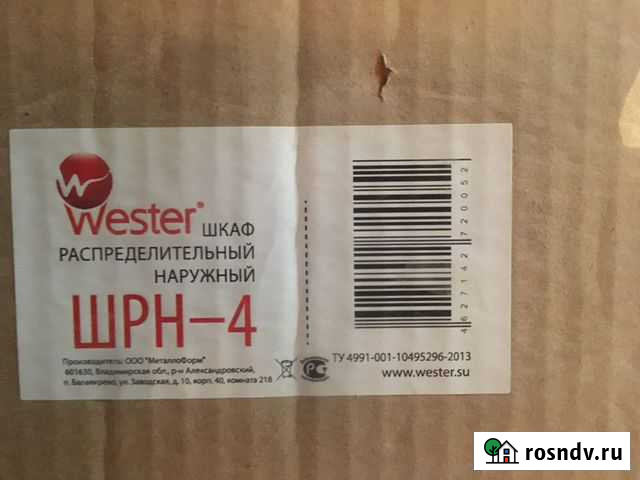 Wester®
ШКАФ
РАСПРЕДЕЛИТЕЛЬНЫЙ
НАРУЖНЫЙ
ШРН-4
Производитель: ООО "МеталлоФорм"
601630, Владимирская обл., р-н Александровский,
п. Балакирево, ул. Заводская, д. 10, корп. 40, комната 218
4 627142 720052
ТУ 4991-001-10495296-2013
www.wester.su
rosndv.ru